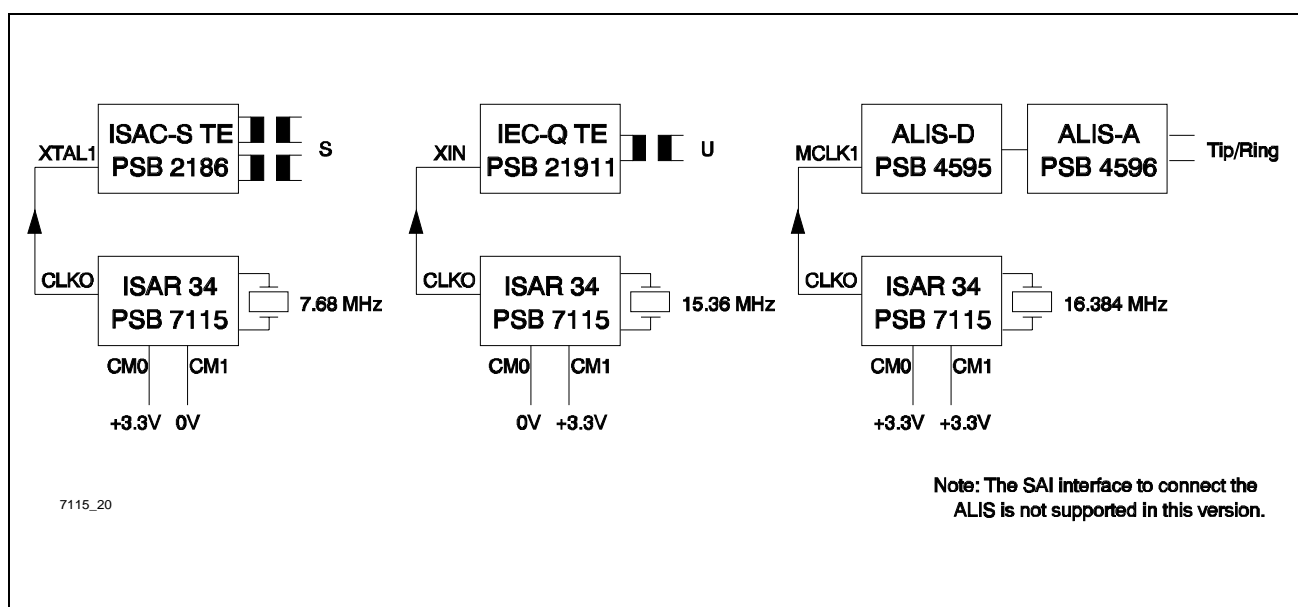 ISAC-S TE
PSB 2186
XTAL1
S
CLKO
ISAR 34
PSB 7115
7.68 MHz
CM0
CM1
+3.3V
0V
IEC-Q TE
PSB 21911
XIN
U
CLKO
ISAR 34
PSB 7115
15.36 MHz
CM0
CM1
0V
+3.3V
ALIS-D
PSB 4595
MCLK1
ALIS-A
PSB 4596
Tip/Ring
CLKO
ISAR 34
PSB 7115
16.384 MHz
CM0
CM1
+3.3V
+3.3V
7115_20
Note: The SAI interface to connect the
ALIS is not supported in this version.